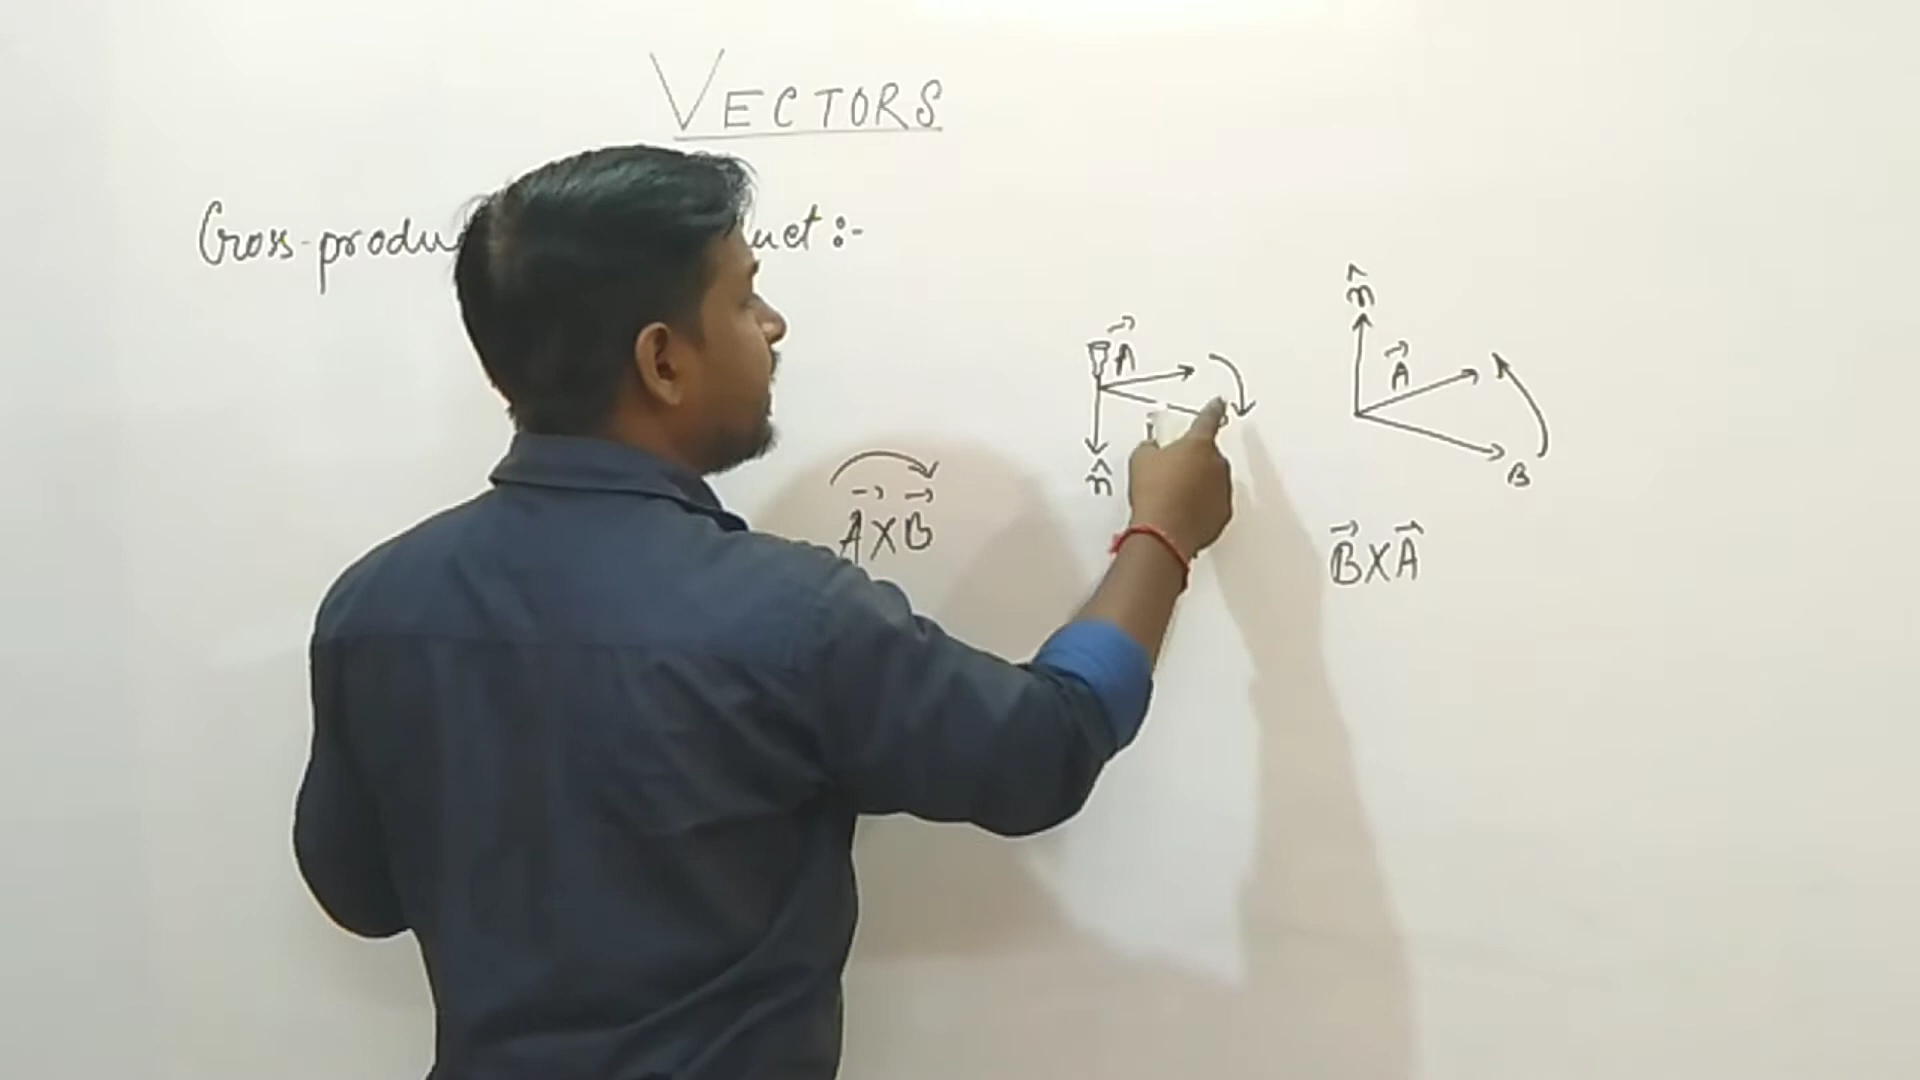 VECTORS
Cross-produ uct :-
n̂
A⃗
A⃗
n̂
B
A⃗ X B⃗
B⃗ X A⃗